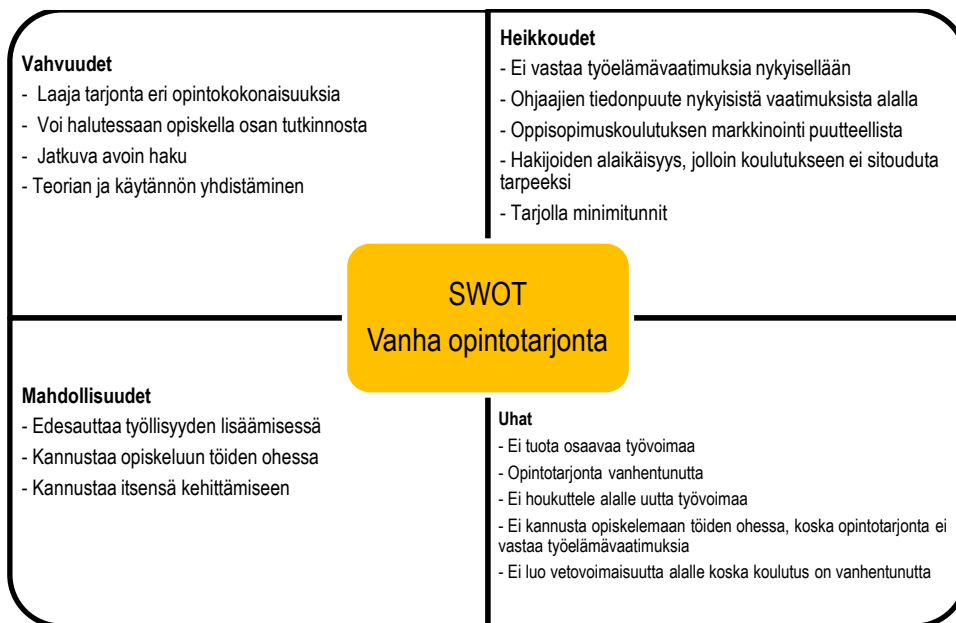 Vahvuudet
- Laaja tarjonta eri opintokokonaisuuksia
- Voi halutessaan opiskella osan tutkinnosta
- Jatkuva avoin haku
- Teorian ja käytännön yhdistäminen
Heikkoudet
- Ei vastaa työelämävaatimuksia nykyisellään
- Ohjaajien tiedonpuute nykyisistä vaatimuksista alalla
- Oppisopimuskoulutuksen markkinointi puutteellista
- Hakijoiden alaikäisyys, jolloin koulutukseen ei sitouduta
tarpeeksi
- Tarjolla minimitunnit
SWOT
Vanha opintotarjonta
Mahdollisuudet
- Edesauttaa työllisyyden lisäämisessä
- Kannustaa opiskeluun töiden ohessa
- Kannustaa itsensä kehittämiseen
Uhat
- Ei tuota osaavaa työvoimaa
- Opintotarjonta vanhentunutta
- Ei houkuttele alalle uutta työvoimaa
- Ei kannusta opiskelemaan töiden ohessa, koska opintotarjonta ei
vastaa työelämävaatimuksia
- Ei luo vetovoimaisuutta alalle koska koulutus on vanhentunutta